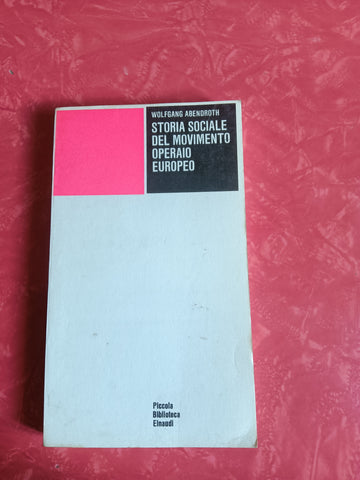 WOLFGANG ABENDROTH
STORIA SOCIALE
DEL MOVIMENTO
OPERAIO
EUROPEO
Piccola
Biblioteca
Einaudi